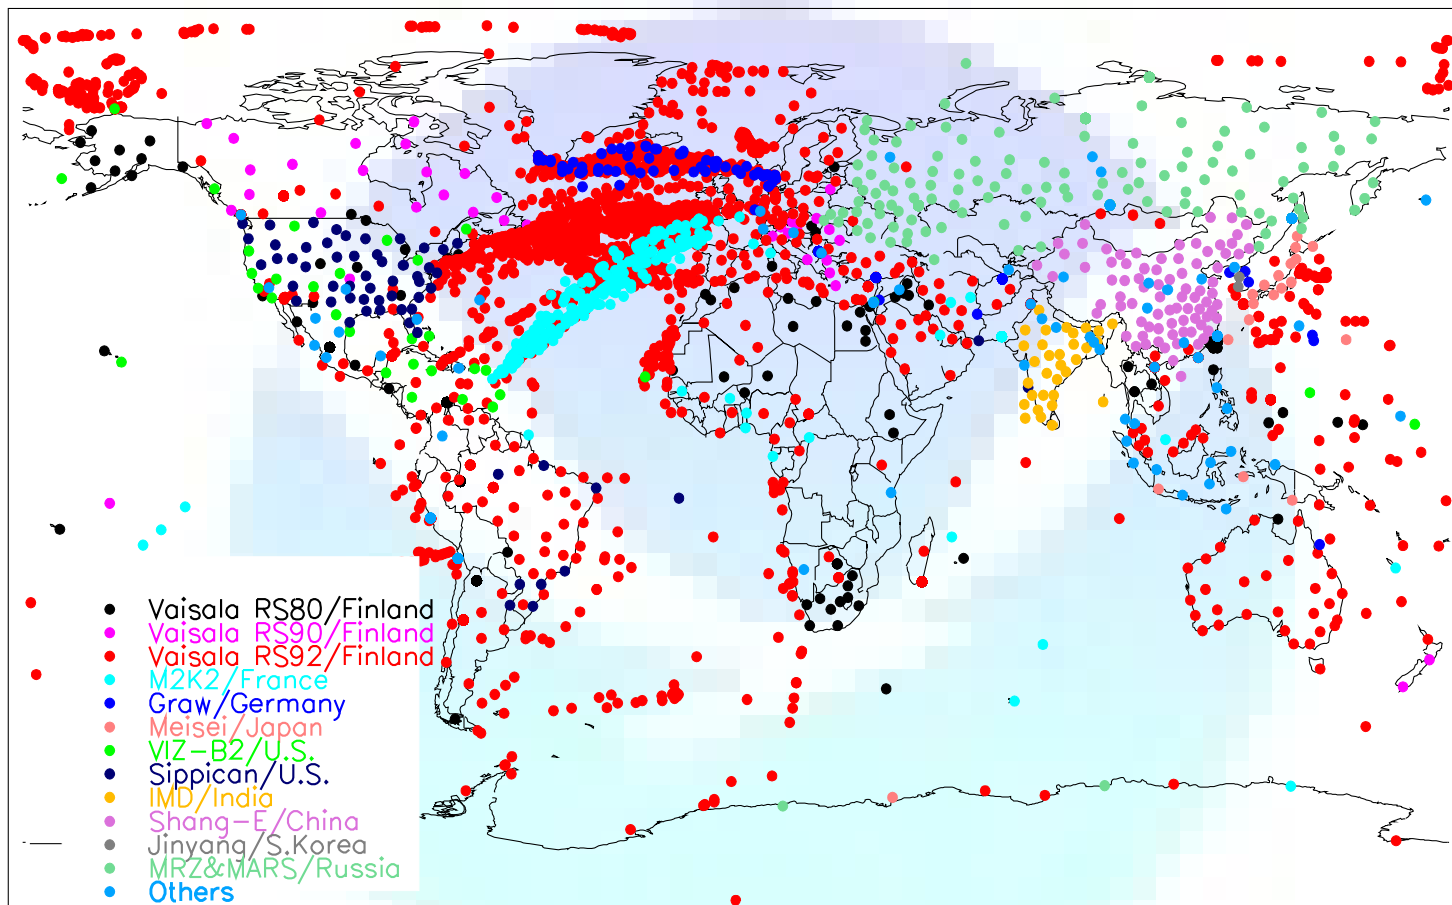 Vaisala RS80/Finland
Vaisala RS90/Finland
Vaisala RS92/Finland
M2K2/France
Graw/Germany
Meisei/Japan
VIZ-B2/U.S.
Sippican/U.S.
IMD/India
Shang-E/China
Jinyang/S.Korea
MRZ&MARS/Russia
Others